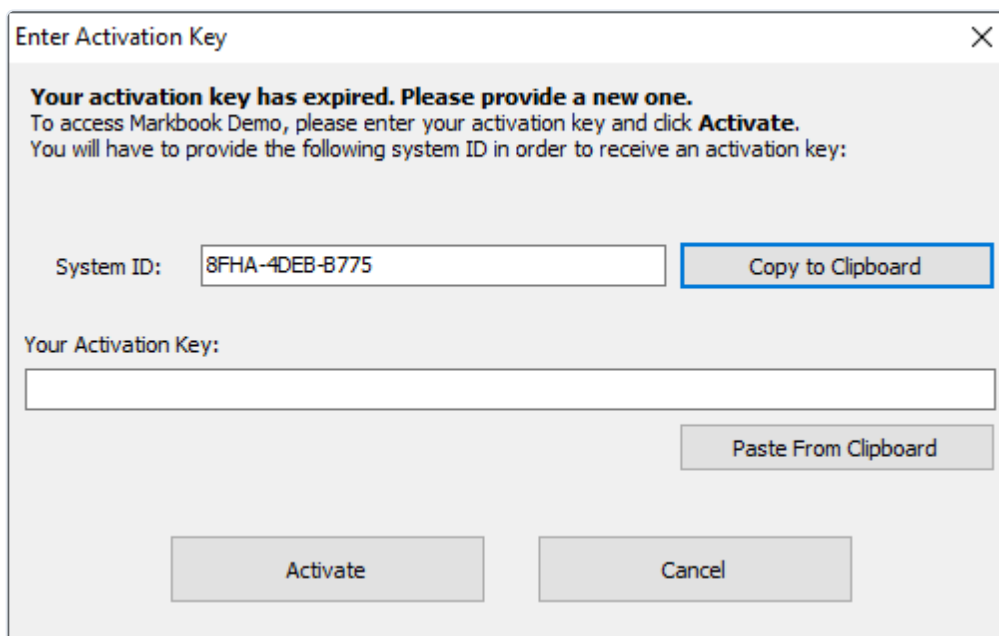 Enter Activation Key
Your activation key has expired. Please provide a new one.
To access Markbook Demo, please enter your activation key and click Activate.
You will have to provide the following system ID in order to receive an activation key:
System ID: 8FHA-4DEB-B775 Copy to Clipboard
Your Activation Key:
Paste From Clipboard
Activate Cancel